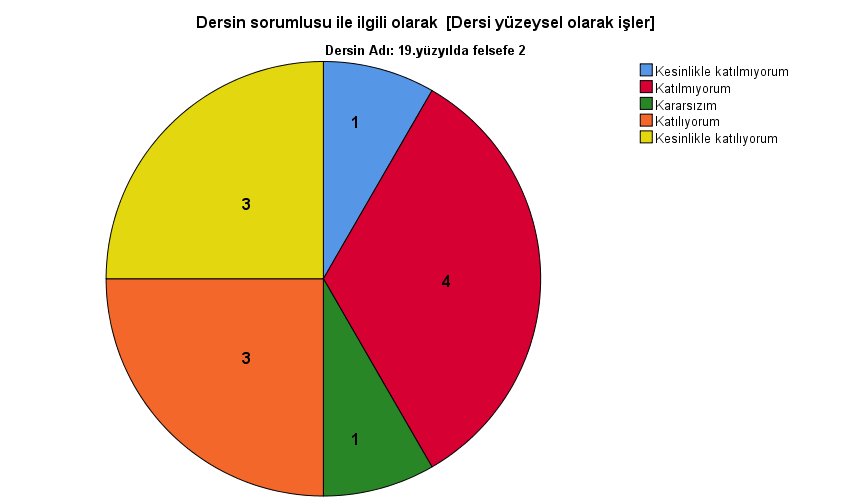 Dersin sorumlusu ile ilgili olarak  [Dersi yüzeysel olarak işler]
Dersin Adı: 19.yüzyılda felsefe 2
Kesinlikle katılmıyorum
Katılmıyorum
Kararsızım
Katılıyorum
Kesinlikle katılıyorum
1
3
4
3
1